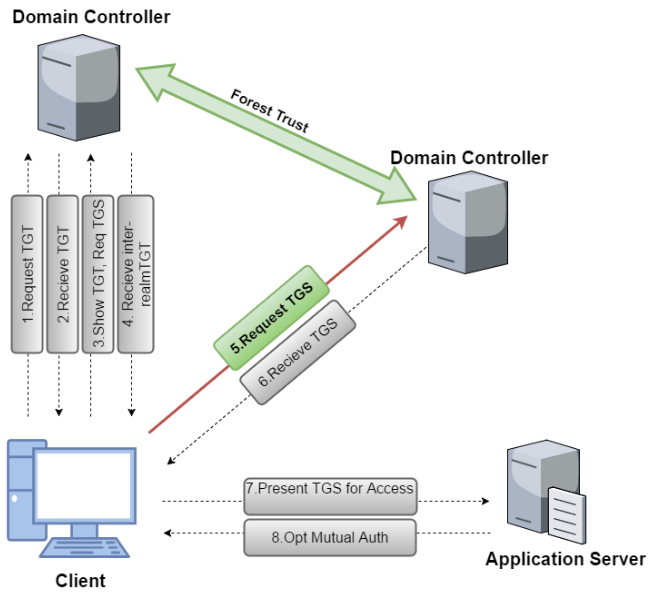 Domain Controller
Forest Trust
Domain Controller
1.Request TGT
2.Recieve TGT
3.Show TGT, Req TGS
4. Recieve inter-
realmTGT
5.Request TGS
6.Recieve TGS
7.Present TGS for Access
8.Opt Mutual Auth
Client
Application Server